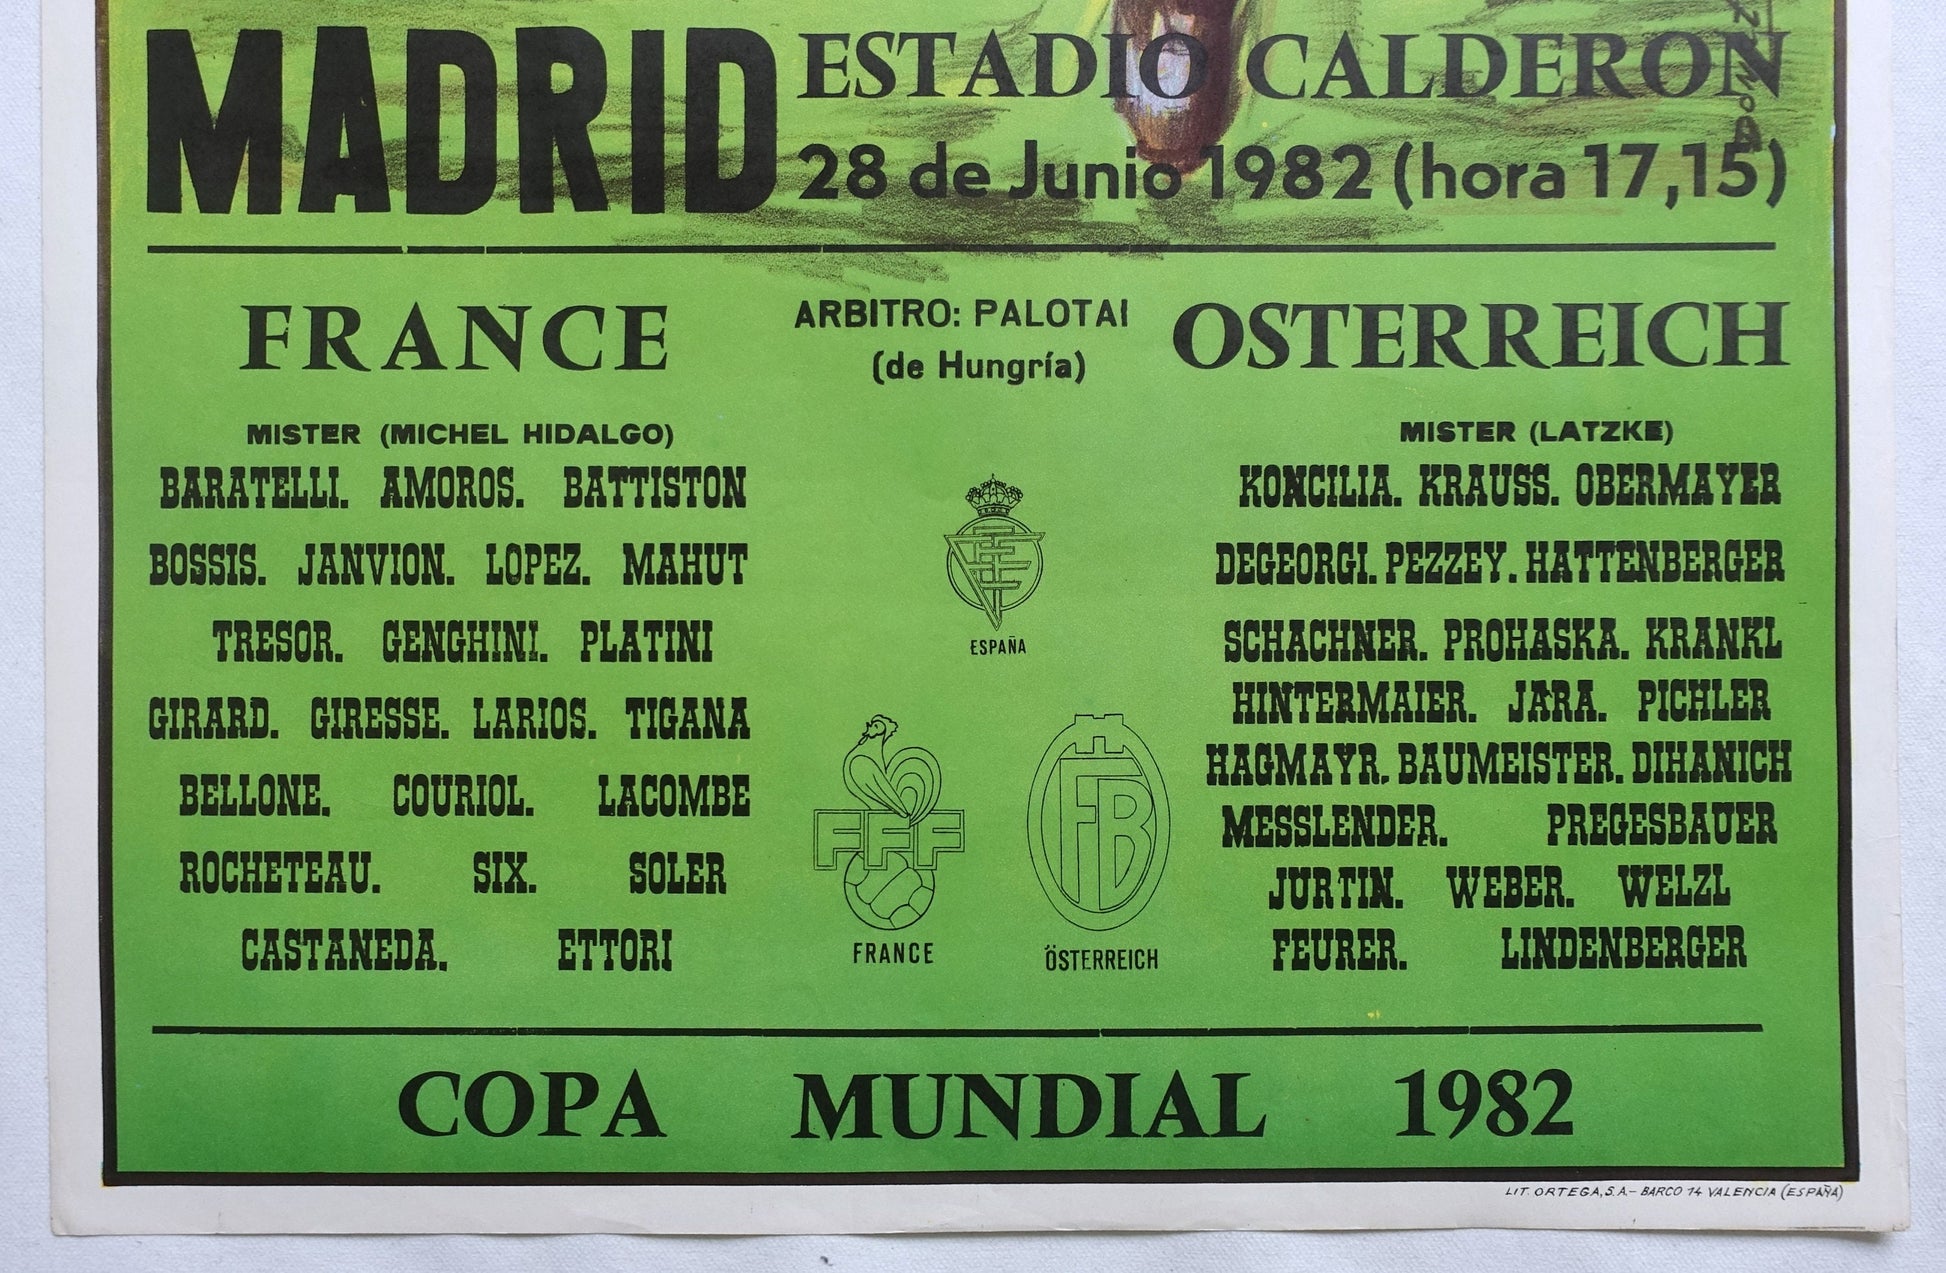 MADRID
ESTADIO CALDERON
28 de Junio 1982 (hora 17,15)
FRANCE
ARBITRO: PALOTAI
(de Hungría)
OSTERREICH
MISTER (MICHEL HIDALGO)
BARATELLI. AMOROS. BATTISTON
BOSSIS. JANVION. LOPEZ. MAHUT
TRESOR. GENGHINI. PLATINI
GIRARD. GIRESSE. LARIOS. TIGANA
BELLONE. COURIOL. LACOMBE
ROCHETEAU. SIX. SOLER
CASTANEDA. ETTORI
ESPAÑA
FFF
FRANCE
ÖFB
ÖSTERREICH
MISTER (LATZKE)
KONCILIA. KRAUSS. OBERMAYER
DEGEORGI. PEZZEY. HATTENBERGER
SCHACHNER. PROHASKA. KRANKL
HINTERMAIER. JARA. PICHLER
HAGMAYR. BAUMEISTER. DIHANICH
MESSLENDER. PREGESBAUER
JURTIN. WEBER. WELZL
FEURER. LINDENBERGER
COPA MUNDIAL 1982
LIT. ORTEGA, S.A.- BARCO 14 VALENCIA (ESPAÑA)